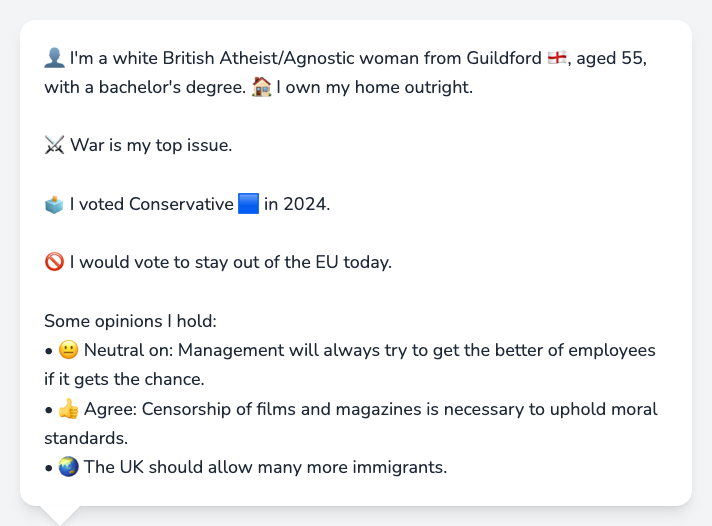 👤 I'm a white British Atheist/Agnostic woman from Guildford 🏴󠁧󠁢󠁥󠁮󠁧󠁿, aged 55,
with a bachelor's degree. 🏠 I own my home outright.
⚔️ War is my top issue.
🗳️ I voted Conservative 🟦 in 2024.
🚫 I would vote to stay out of the EU today.
Some opinions I hold:
• 😐 Neutral on: Management will always try to get the better of employees
if it gets the chance.
• 👍 Agree: Censorship of films and magazines is necessary to uphold moral
standards.
• 🌏 The UK should allow many more immigrants.